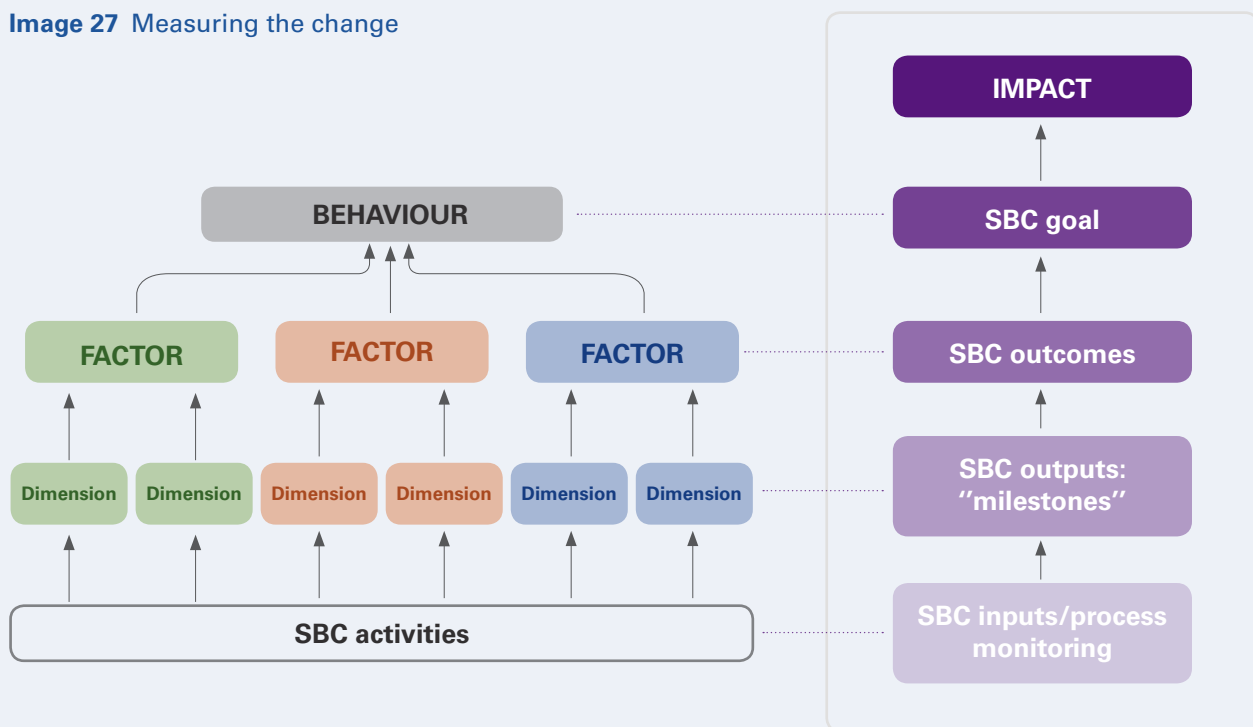 Image 27 Measuring the change
IMPACT
BEHAVIOUR
SBC goal
FACTOR
FACTOR
FACTOR
SBC outcomes
Dimension
Dimension
Dimension
Dimension
Dimension
Dimension
SBC outputs:
"milestones"
SBC activities
SBC inputs/process
monitoring